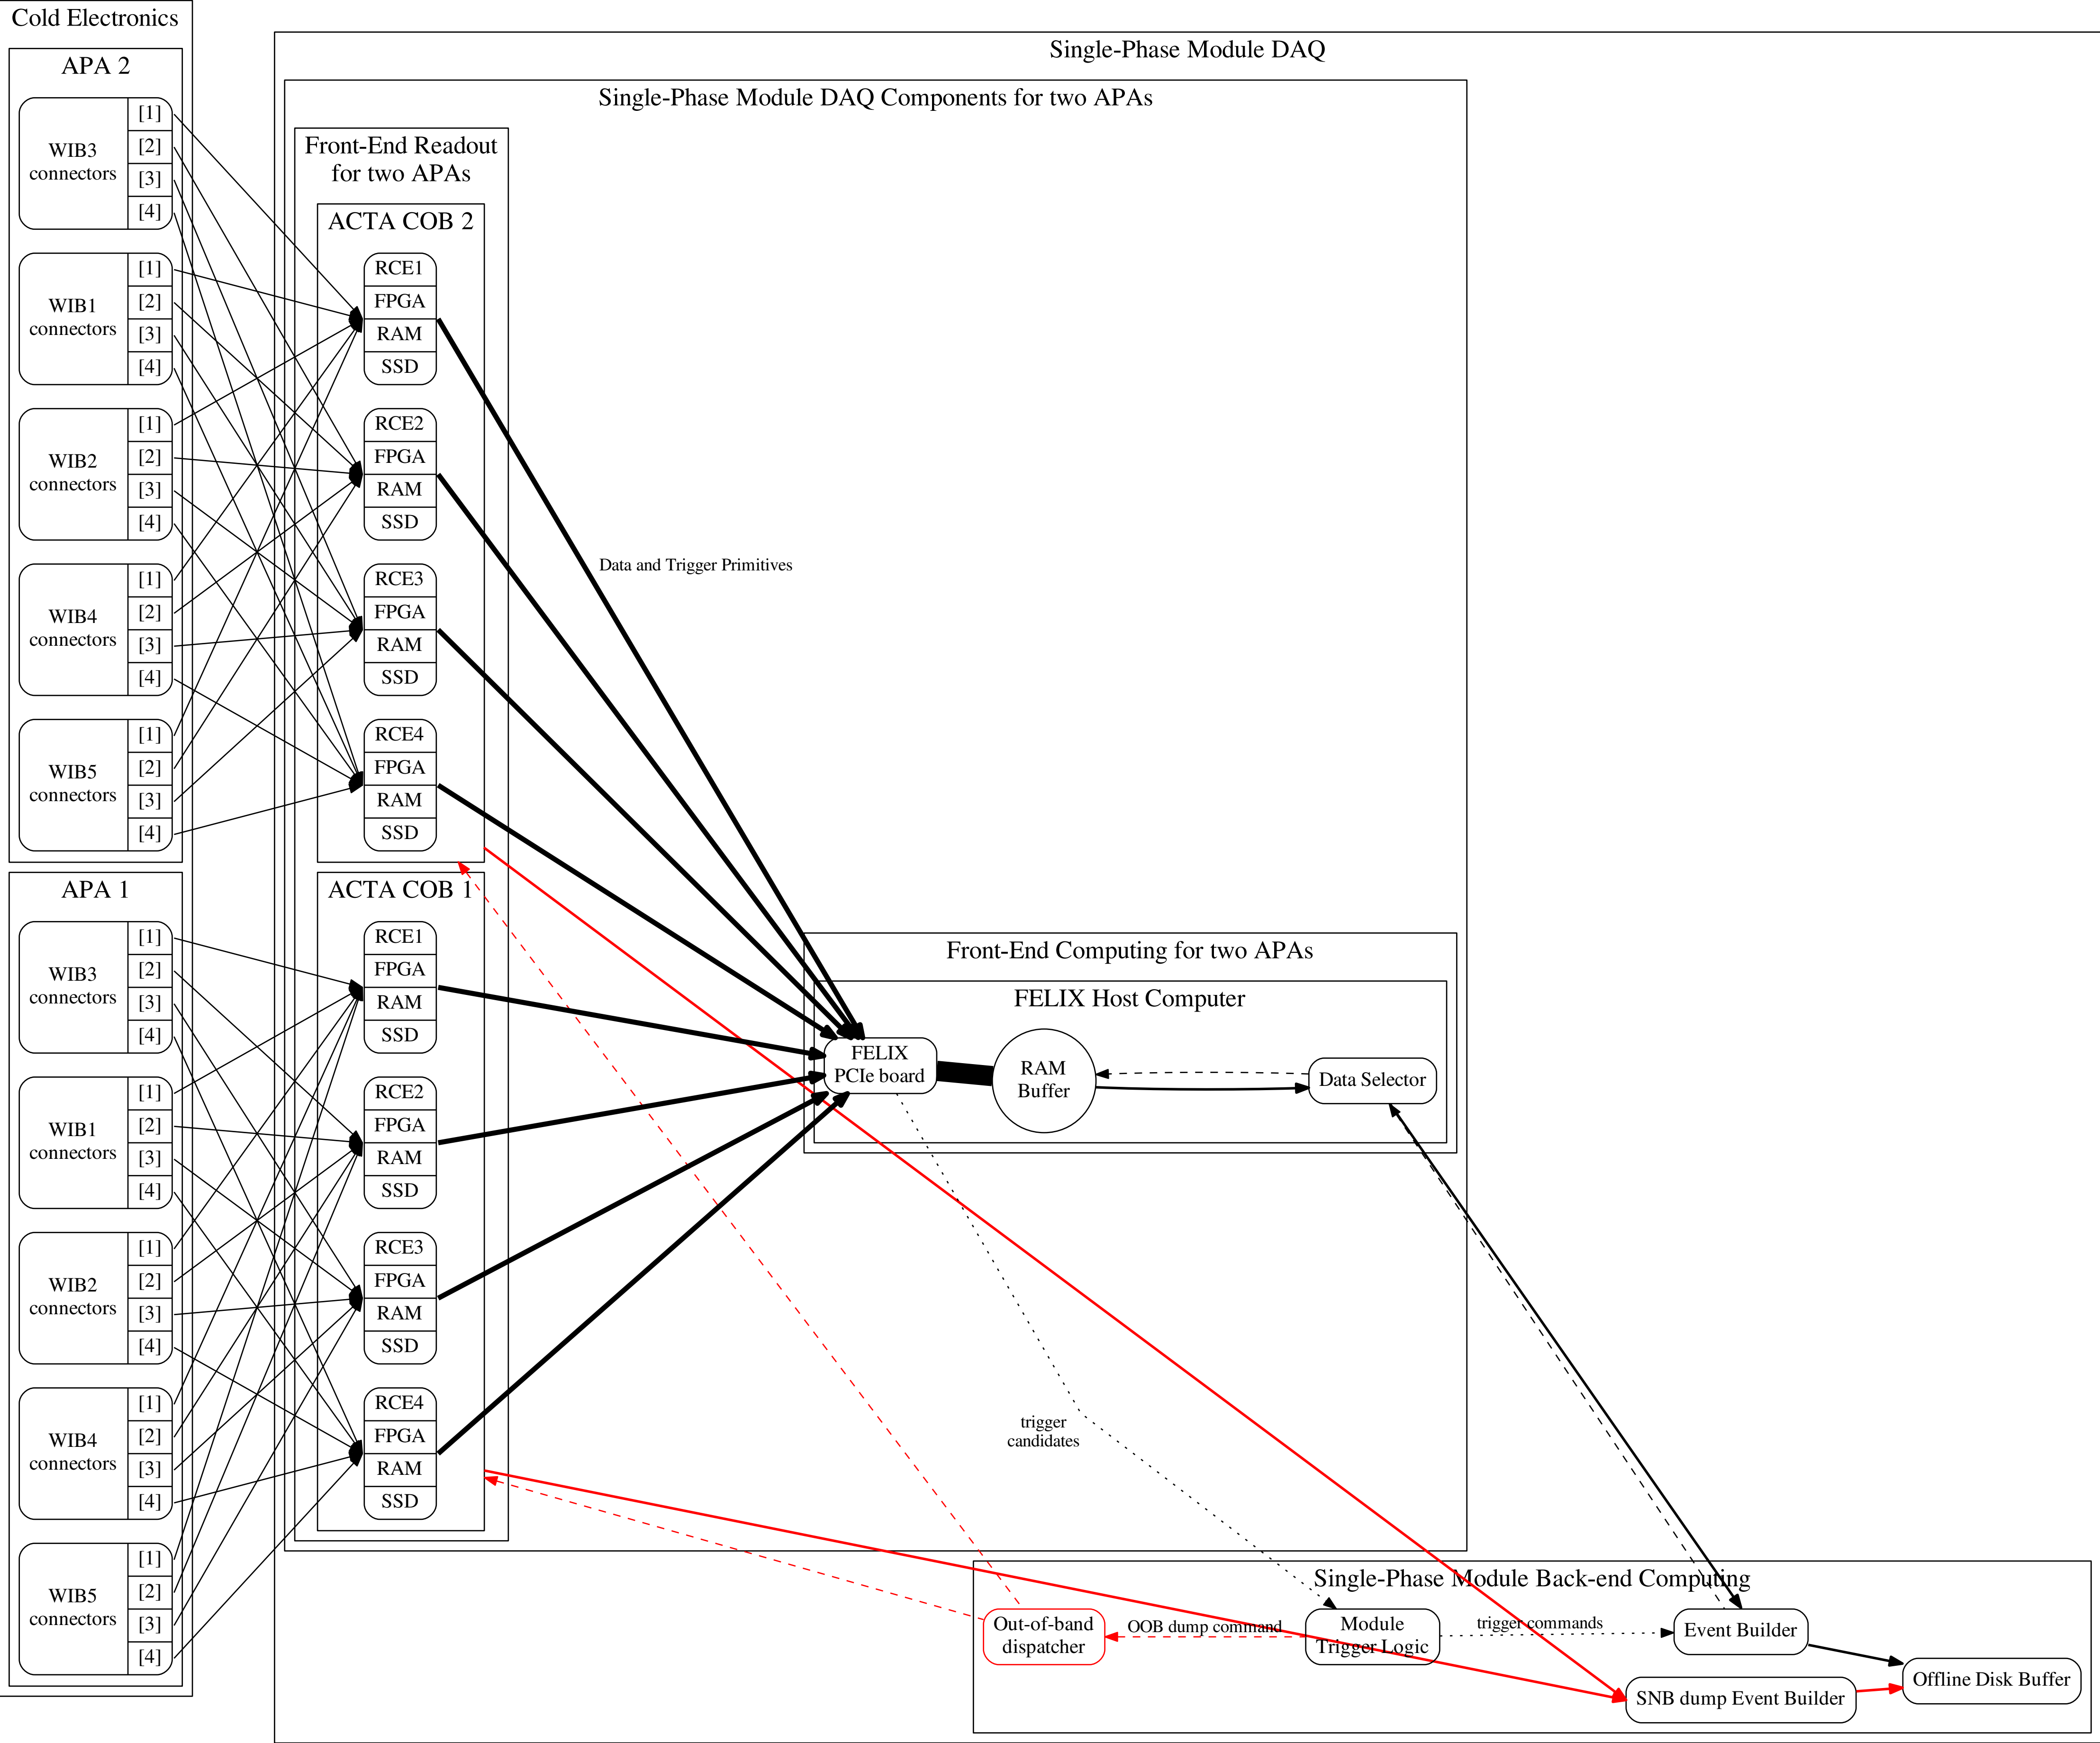 Cold Electronics
APA 2
WIB3
connectors
[1]
[2]
[3]
[4]
WIB1
connectors
[1]
[2]
[3]
[4]
WIB2
connectors
[1]
[2]
[3]
[4]
WIB4
connectors
[1]
[2]
[3]
[4]
WIB5
connectors
[1]
[2]
[3]
[4]
APA 1
WIB3
connectors
[1]
[2]
[3]
[4]
WIB1
connectors
[1]
[2]
[3]
[4]
WIB2
connectors
[1]
[2]
[3]
[4]
WIB4
connectors
[1]
[2]
[3]
[4]
WIB5
connectors
[1]
[2]
[3]
[4]
Single-Phase Module DAQ
Single-Phase Module DAQ Components for two APAs
Front-End Readout
for two APAs
ACTA COB 2
RCE1
FPGA
RAM
SSD
RCE2
FPGA
RAM
SSD
RCE3
FPGA
RAM
SSD
RCE4
FPGA
RAM
SSD
ACTA COB 1
RCE1
FPGA
RAM
SSD
RCE2
FPGA
RAM
SSD
RCE3
FPGA
RAM
SSD
RCE4
FPGA
RAM
SSD
Data and Trigger Primitives
Front-End Computing for two APAs
FELIX Host Computer
FELIX
PCIe board
RAM
Buffer
Data Selector
trigger
candidates
Single-Phase Module Back-end Computing
Out-of-band
dispatcher
OOB dump command
Module
Trigger Logic
trigger commands
Event Builder
SNB dump Event Builder
Offline Disk Buffer